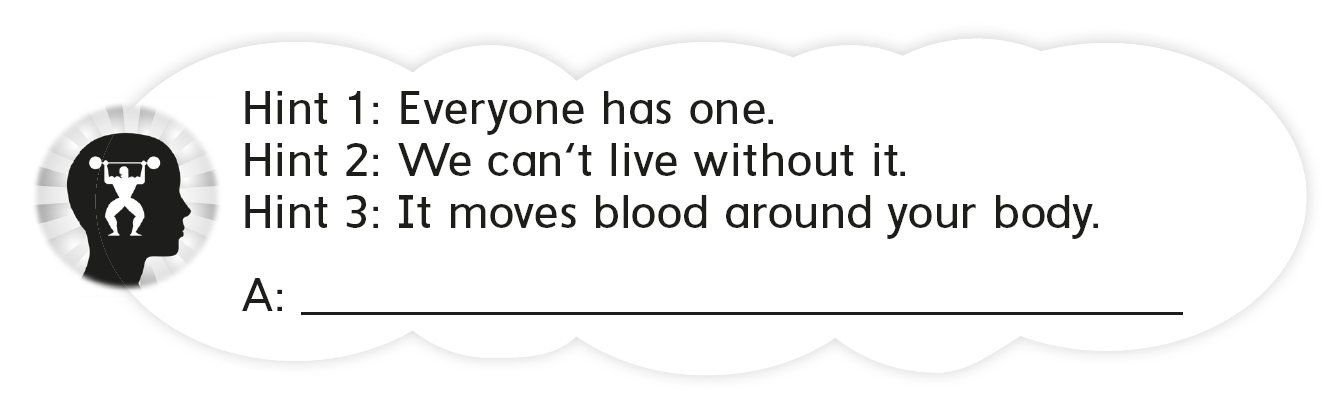 Hint 1: Everyone has one.
Hint 2: We can‘t live without it.
Hint 3: It moves blood around your body.
A: ____________________